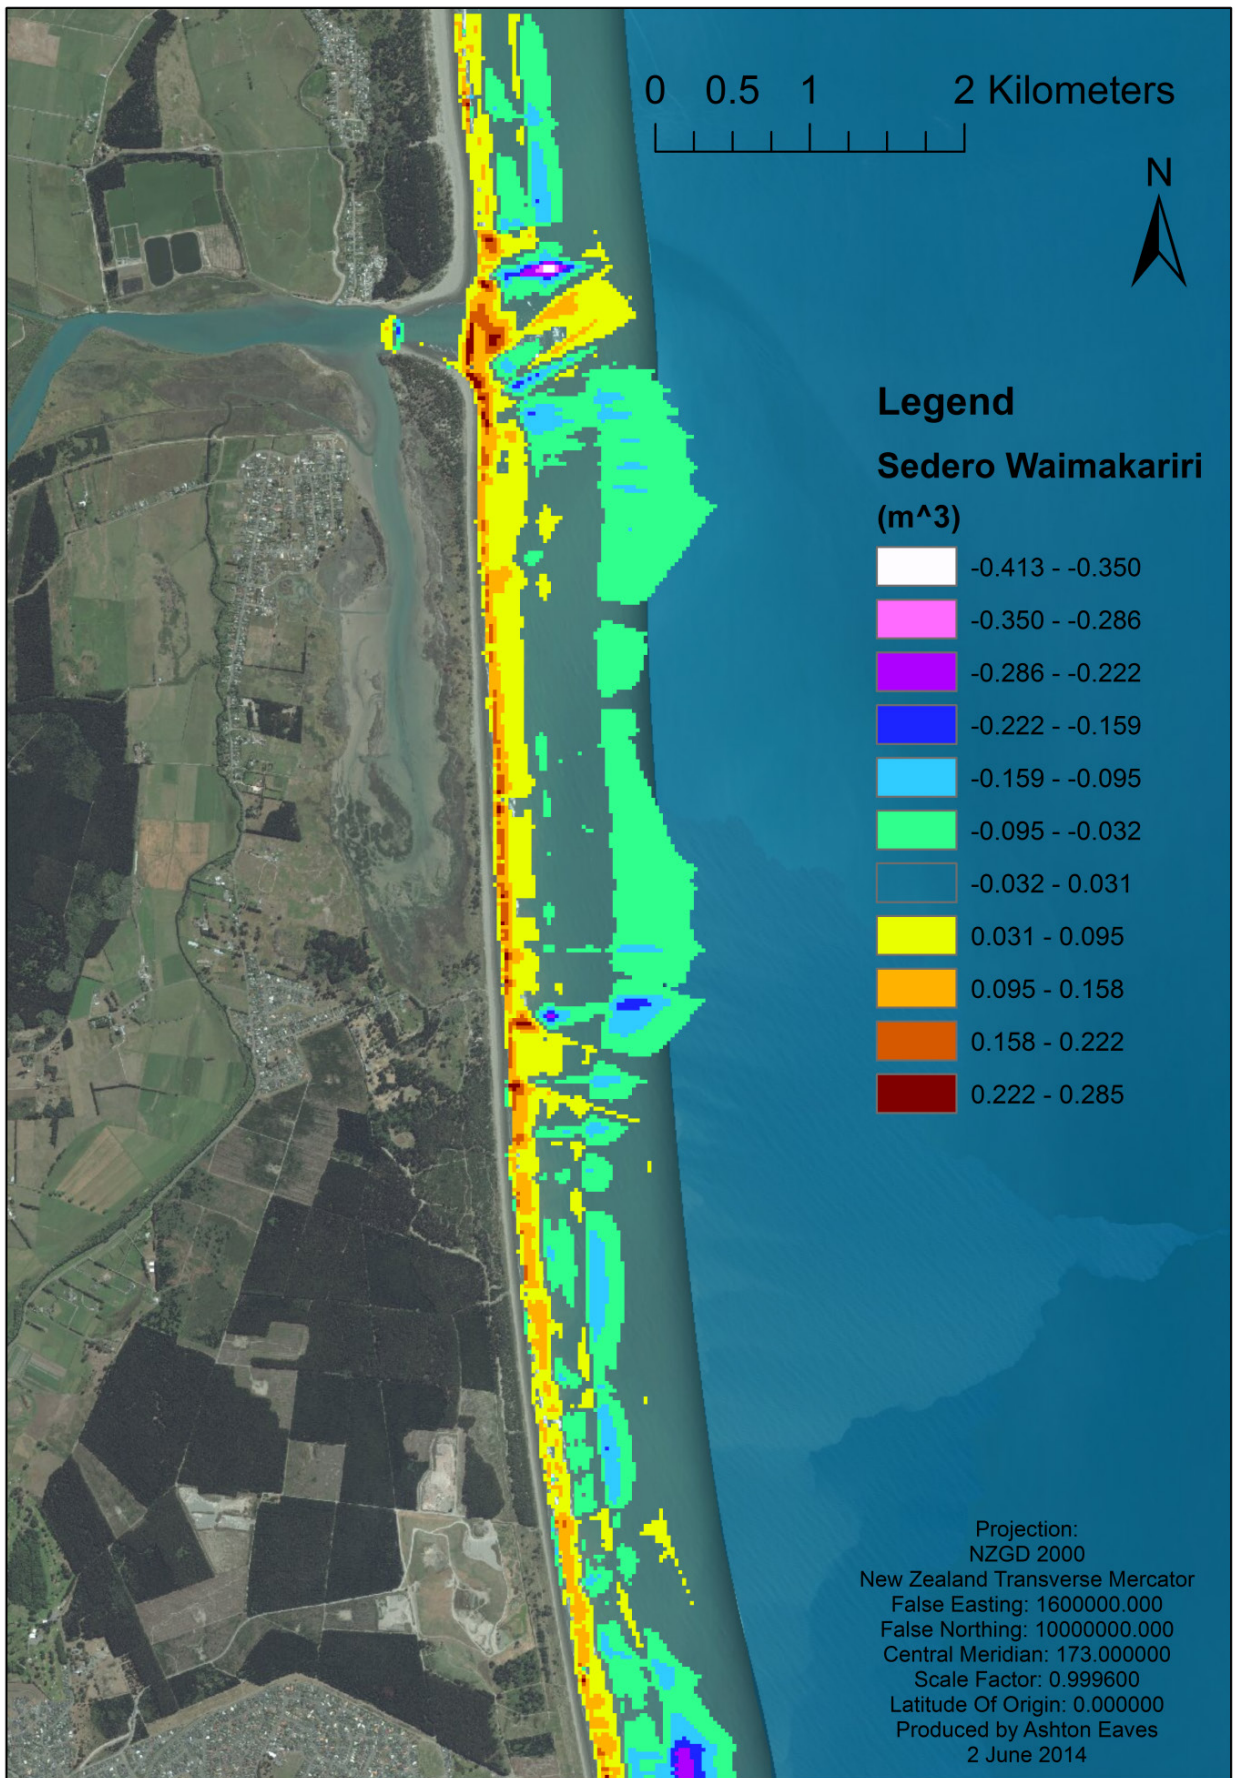 0 0.5 1 2 Kilometers
N
Legend
Sedero Waimakariri
(m^3)
-0.413 - -0.350
-0.350 - -0.286
-0.286 - -0.222
-0.222 - -0.159
-0.159 - -0.095
-0.095 - -0.032
-0.032 - 0.031
0.031 - 0.095
0.095 - 0.158
0.158 - 0.222
0.222 - 0.285
Projection:
NZGD 2000
New Zealand Transverse Mercator
False Easting: 1600000.000
False Northing: 10000000.000
Central Meridian: 173.000000
Scale Factor: 0.999600
Latitude Of Origin: 0.000000
Produced by Ashton Eaves
2 June 2014